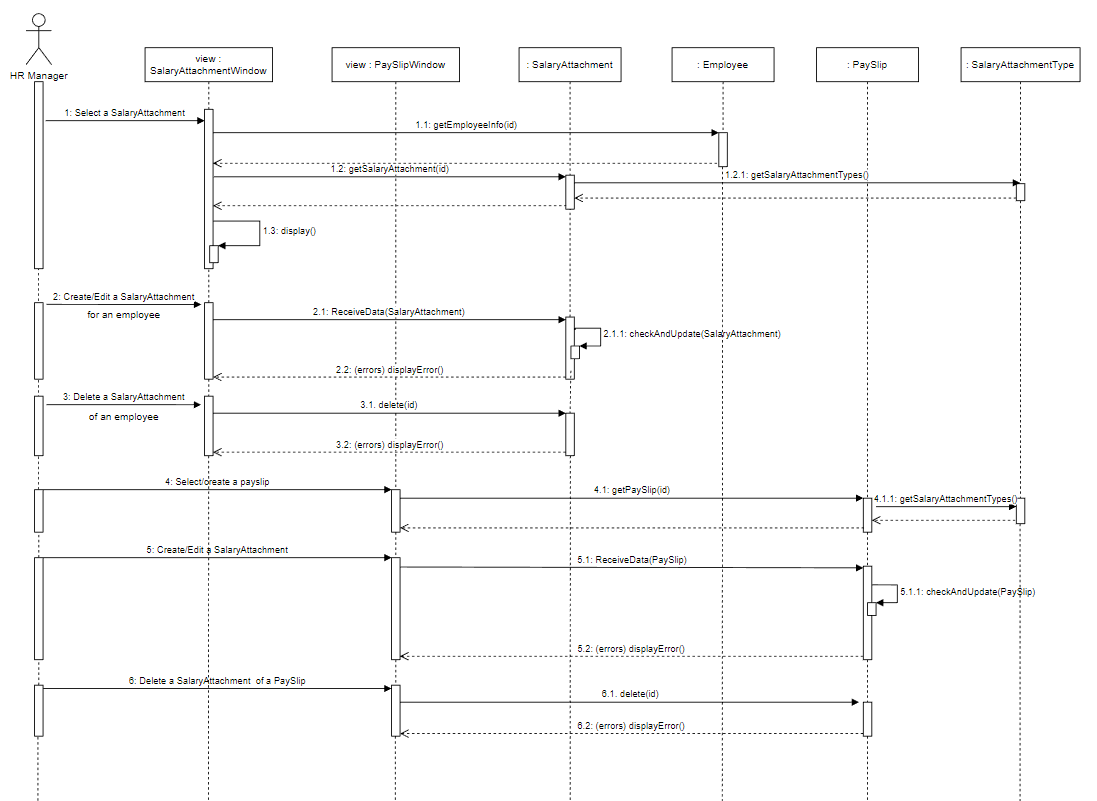 HR Manager
view :
SalaryAttachmentWindow
view : PaySlipWindow
: SalaryAttachment
: Employee
: PaySlip
: SalaryAttachmentType
1: Select a SalaryAttachment
1.1: getEmployeeInfo(id)
1.2: getSalaryAttachment(id)
1.2.1: getSalaryAttachmentTypes()
1.3: display()
2: Create/Edit a SalaryAttachment
for an employee
2.1: ReceiveData(SalaryAttachment)
2.1.1: checkAndUpdate(SalaryAttachment)
2.2: (errors) displayError()
3: Delete a SalaryAttachment
of an employee
3.1. delete(id)
3.2: (errors) displayError()
4: Select/create a payslip
4.1: getPaySlip(id)
4.1.1: getSalaryAttachmentTypes()
5: Create/Edit a SalaryAttachment
5.1: ReceiveData(PaySlip)
5.1.1: checkAndUpdate(PaySlip)
5.2: (errors) displayError()
6: Delete a SalaryAttachment of a PaySlip
6.1. delete(id)
6.2: (errors) displayError()